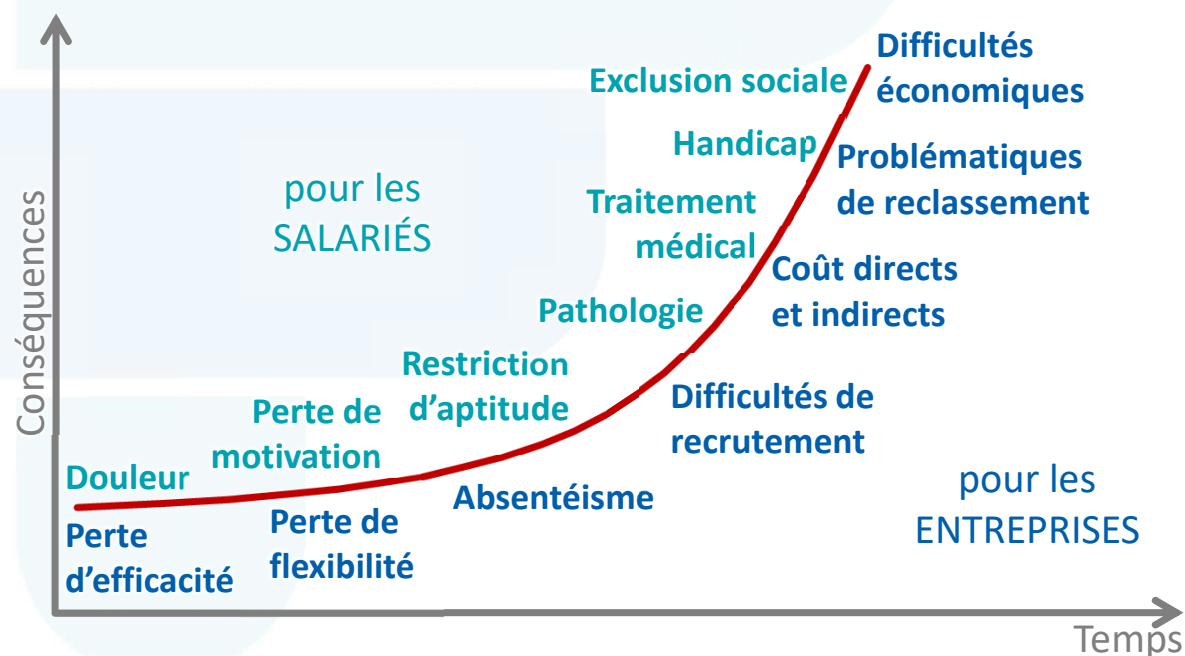 Difficultés
économiques
Exclusion sociale
Handicap
Problématiques
de reclassement
pour les
SALARIÉS
Traitement
médical
Coût directs
et indirects
Pathologie
Restriction
d'aptitude
Difficultés de
recrutement
Perte de
motivation
Douleur
Absentéisme
Perte
d'efficacité
Perte de
flexibilité
pour les
ENTREPRISES
Conséquences
Temps